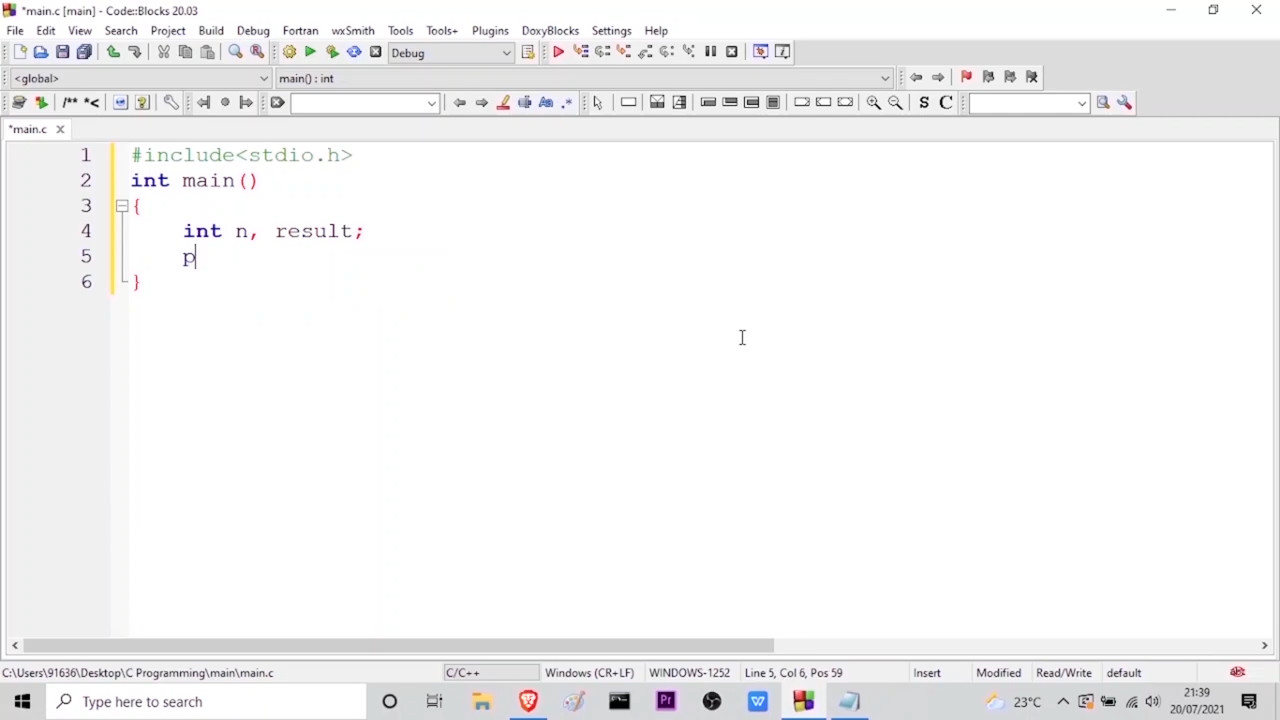 *main.c [main] - Code::Blocks 20.03
File Edit View Search Project Build Debug Fortran wxSmith Tools Tools+ Plugins DoxyBlocks Settings Help
Debug
<global> main() : int
/** *< S C
*main.c
1 #include<stdio.h>
2 int main()
3 {
4 int n, result;
5 p
6 }
C:\Users\91636\Desktop\C Programming\main\main.c C/C++ Windows (CR+LF) WINDOWS-1252 Line 5, Col 6, Pos 59 Insert Modified Read/Write default
Type here to search Pr 23°C 21:39
20/07/2021